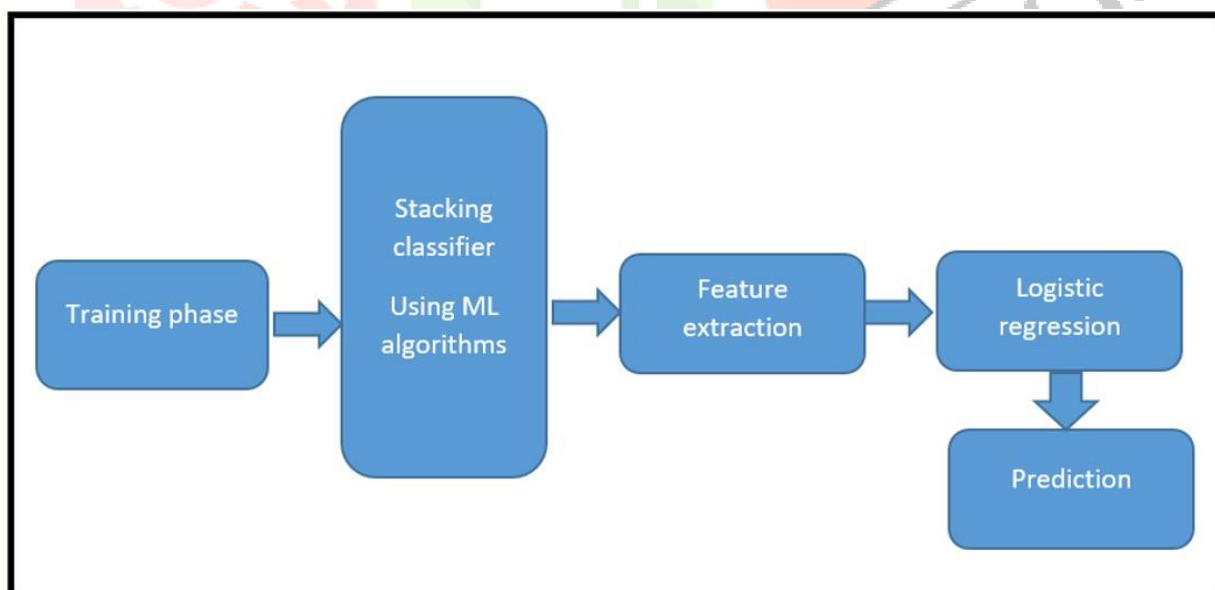 Training phase
Stacking
classifier
Using ML
algorithms
Feature
extraction
Logistic
regression
Prediction